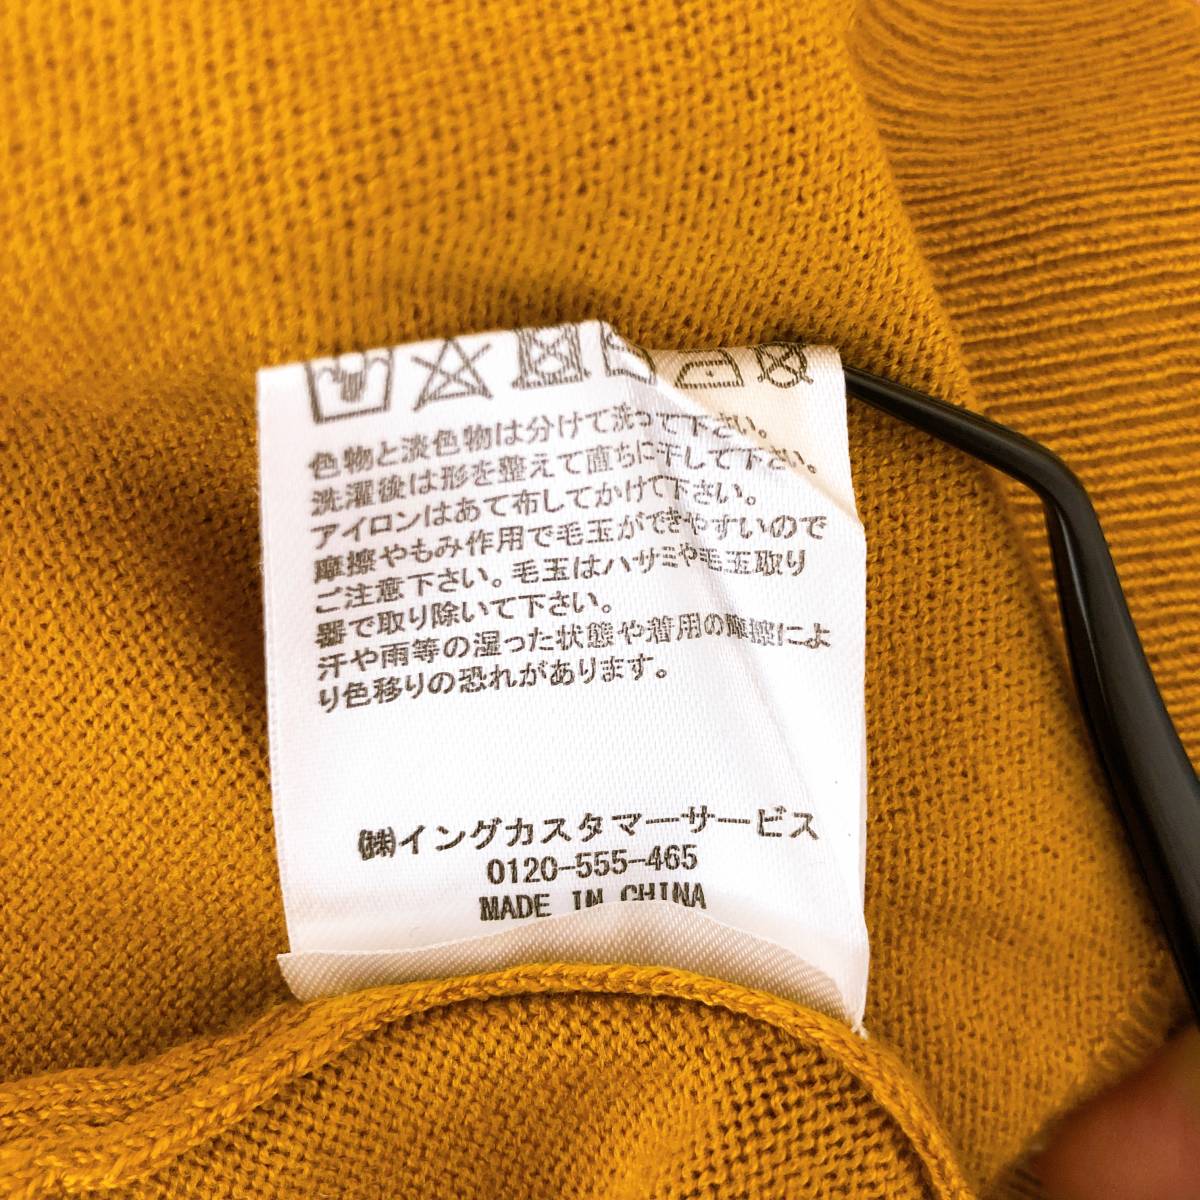 色物と淡色物は分けて洗って下さい。
洗濯後は形を整えて直ちに干して下さい。
アイロンはあて布してかけて下さい。
摩擦やもみ作用で毛玉ができやすいので
ご注意下さい。毛玉はハサミや毛玉取り
器で取り除いて下さい。
汗や雨等の湿った状態や着用の摩擦によ
り色移りの恐れがあります。
㈱イングカスタマーサービス
0120-555-465
MADE IN CHINA